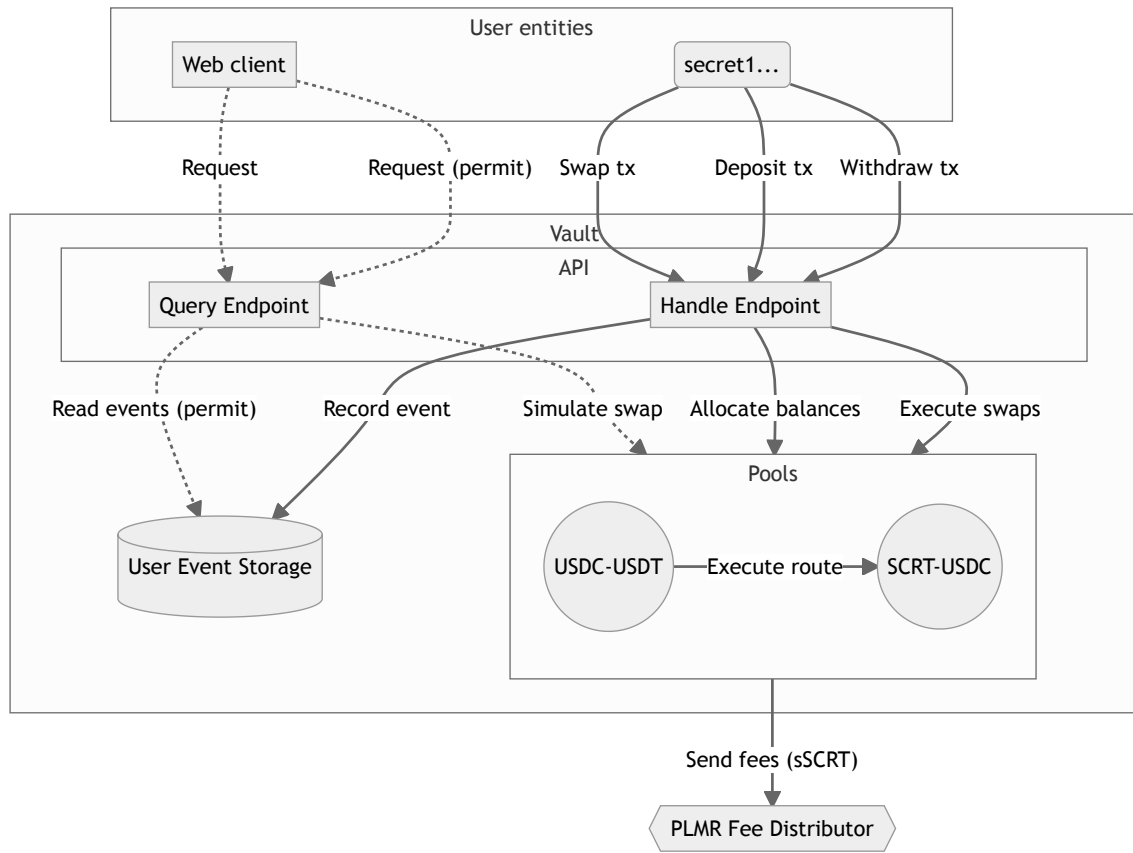 User entities
Web client
secret1...
Request
Request (permit)
Swap tx
Deposit tx
Withdraw tx
Vault
API
Query Endpoint
Handle Endpoint
Read events (permit)
Record event
Simulate swap
Allocate balances
Execute swaps
Pools
User Event Storage
USDC-USDT
Execute route
SCRT-USDC
Send fees (sSCRT)
PLMR Fee Distributor